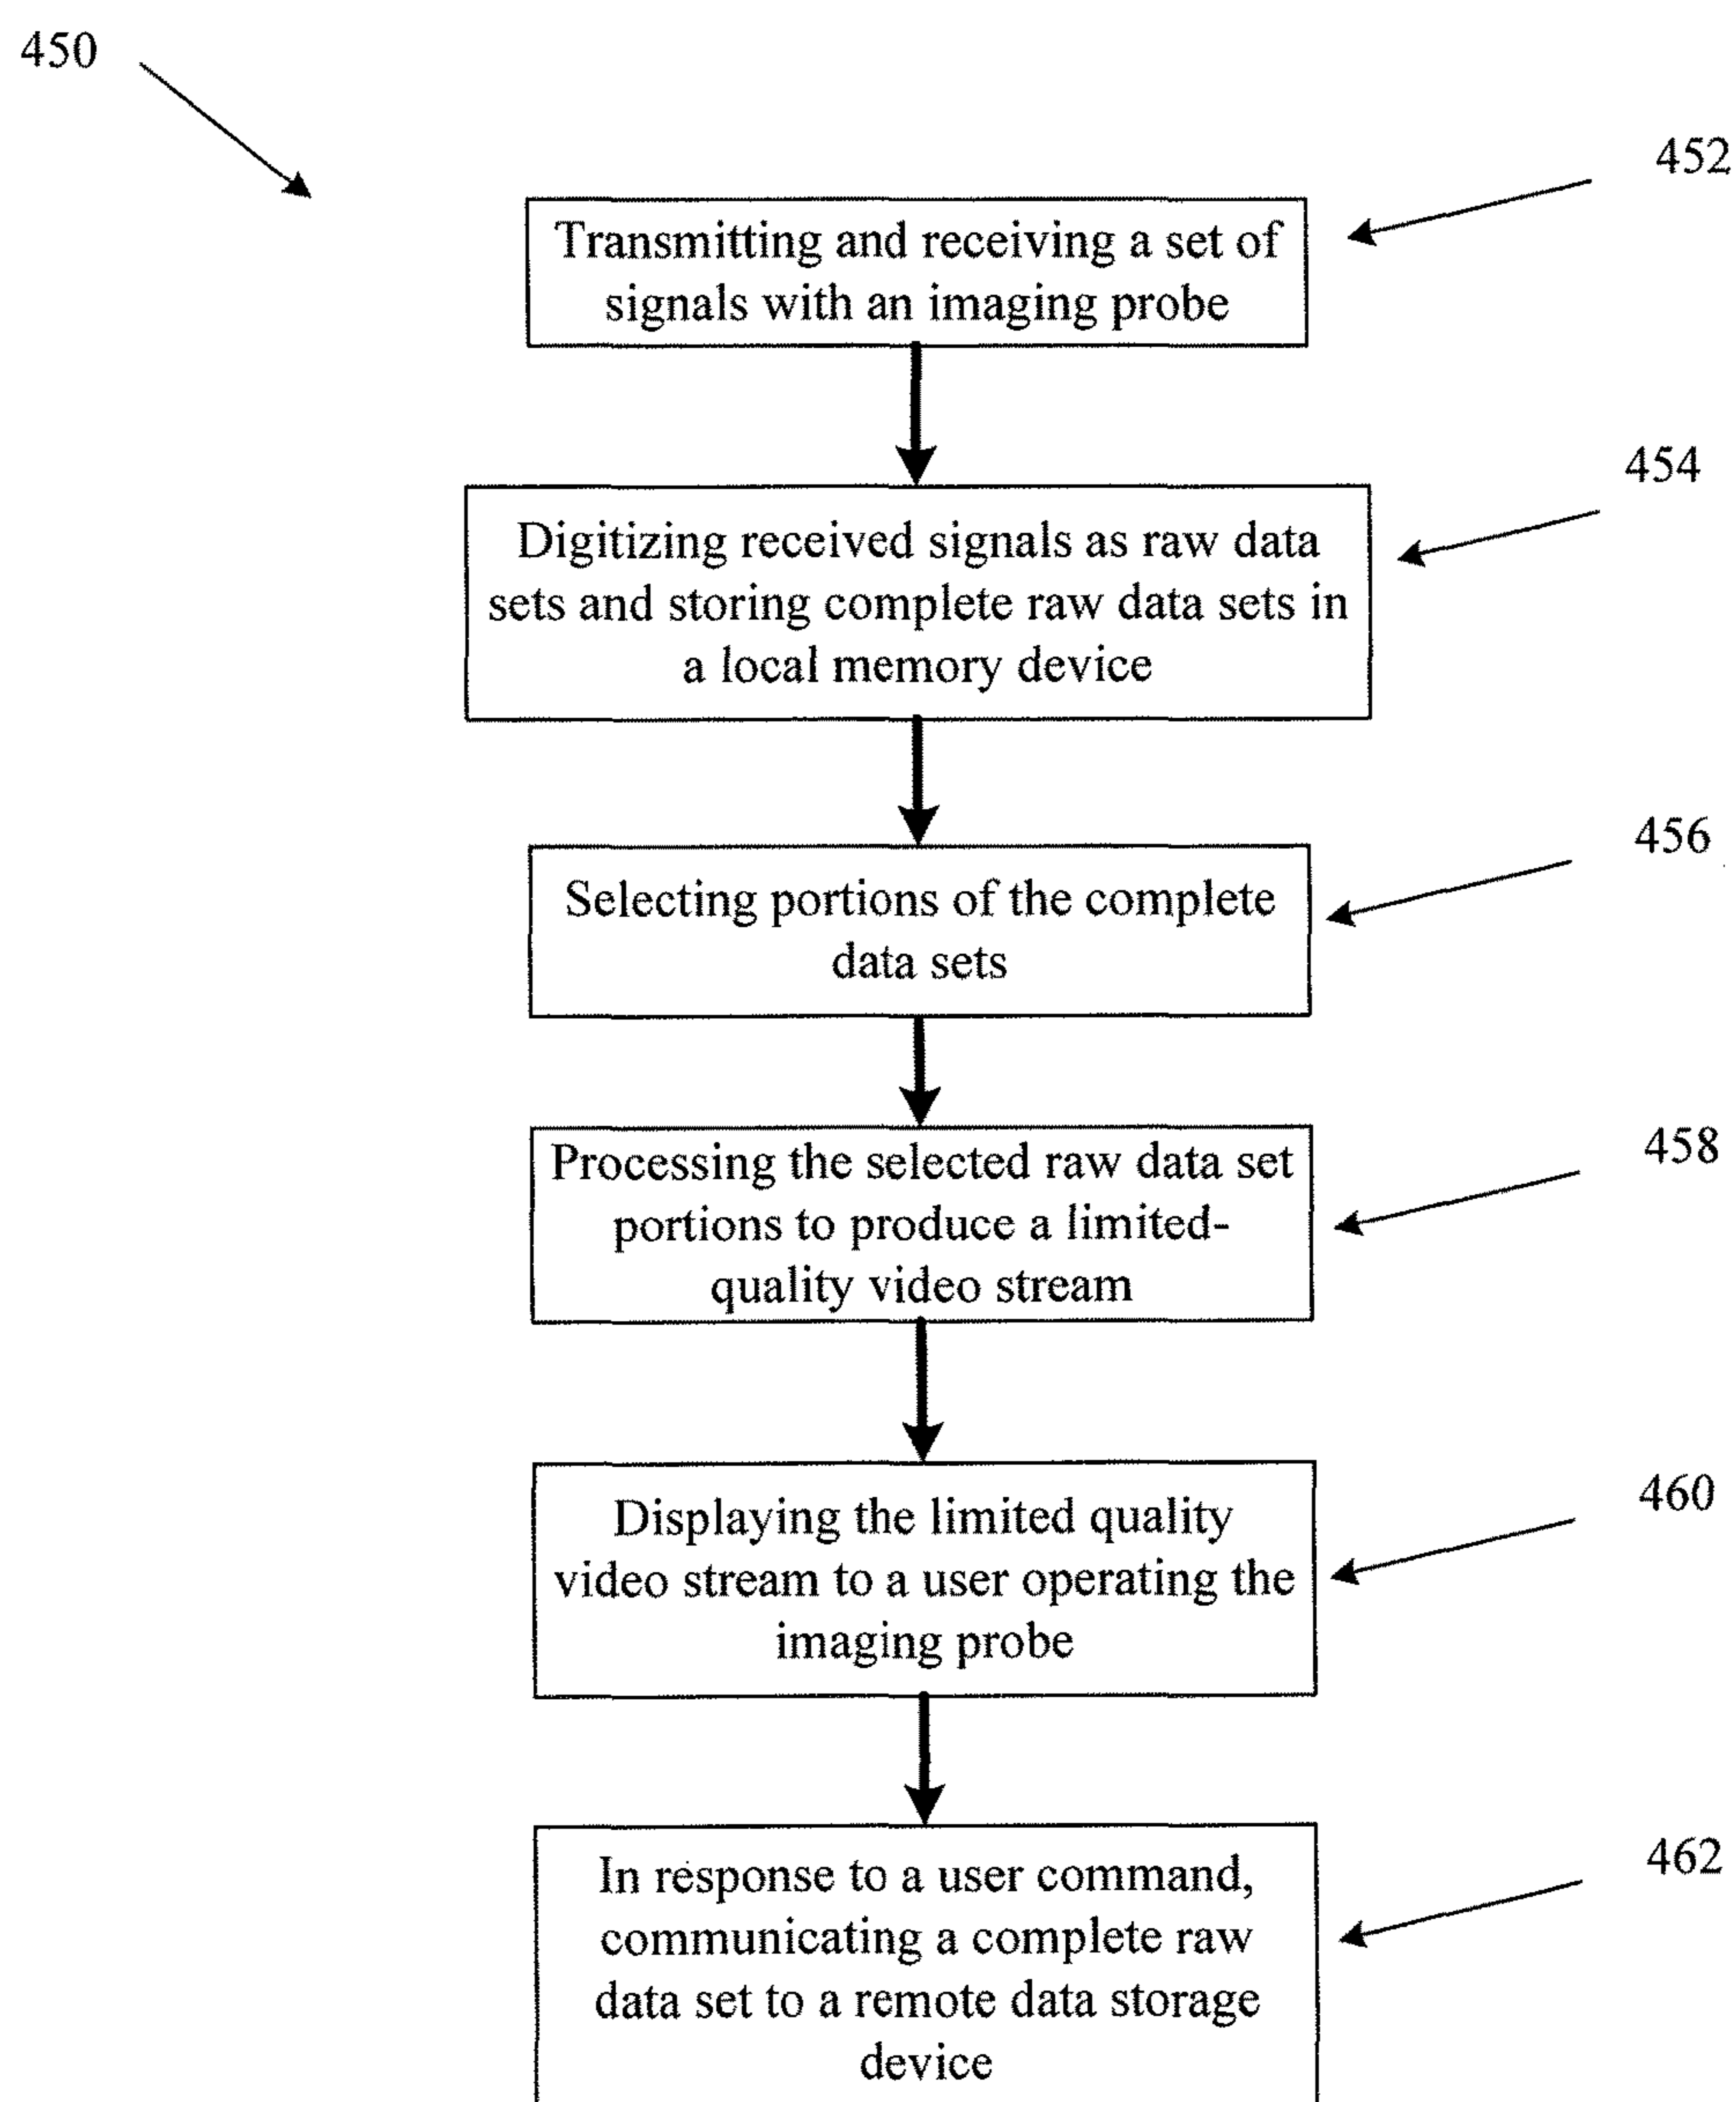 450
452
Transmitting and receiving a set of
signals with an imaging probe
454
Digitizing received signals as raw data
sets and storing complete raw data sets in
a local memory device
456
Selecting portions of the complete
data sets
458
Processing the selected raw data set
portions to produce a limited-
quality video stream
460
Displaying the limited quality
video stream to a user operating the
imaging probe
462
In response to a user command,
communicating a complete raw
data set to a remote data storage
device